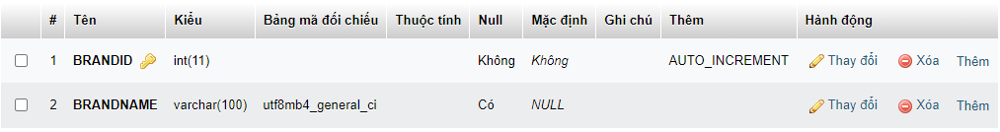 # Tên Kiểu Bảng mã đối chiếu Thuộc tính Null Mặc định Ghi chú Thêm Hành động
1 BRANDID int(11) Không Không AUTO_INCREMENT Thay đổi Xóa Thêm
2 BRANDNAME varchar(100) utf8mb4_general_ci Có NULL Thay đổi Xóa Thêm